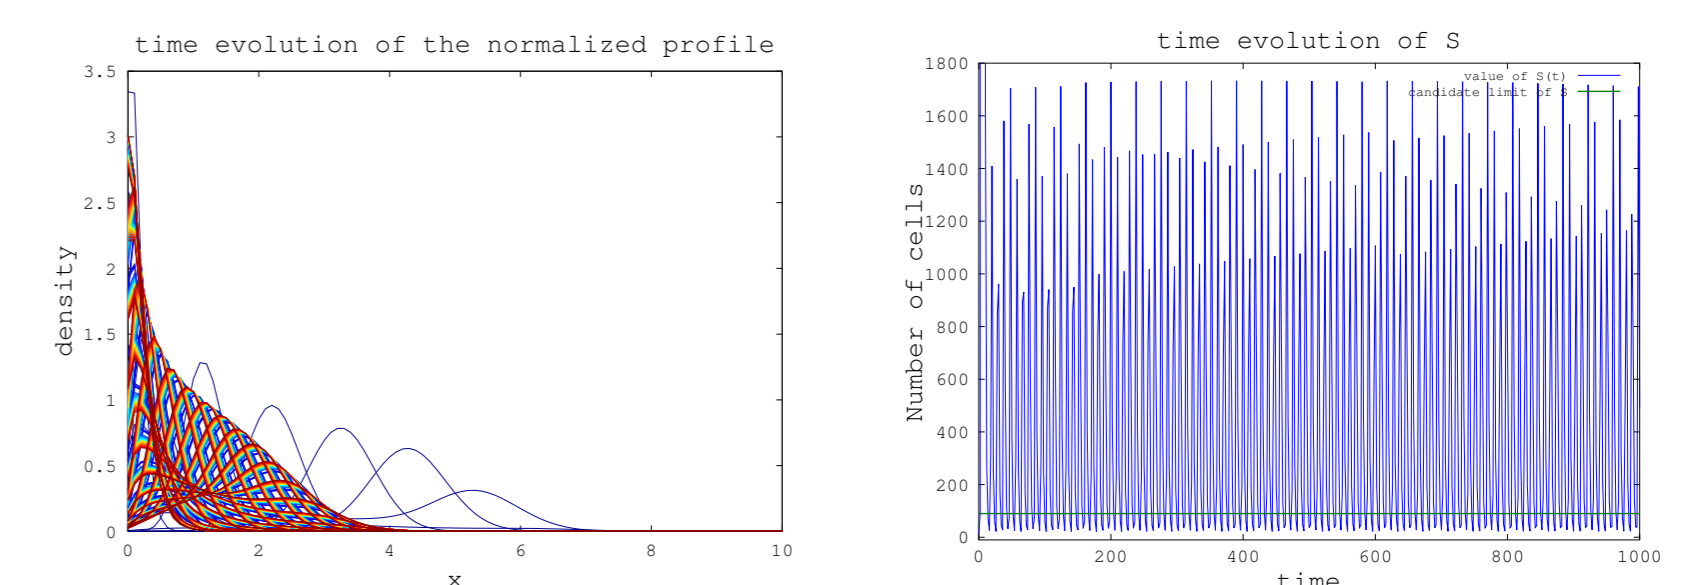 time evolution of the normalized profile
3.5
3
2.5
2
1.5
1
0.5
0
density
0 2 4 6 8 10
x
time evolution of S
value of S(t)
candidate limit of S
1800
1600
1400
1200
1000
800
600
400
200
0
Number of cells
0 200 400 600 800 1000
time